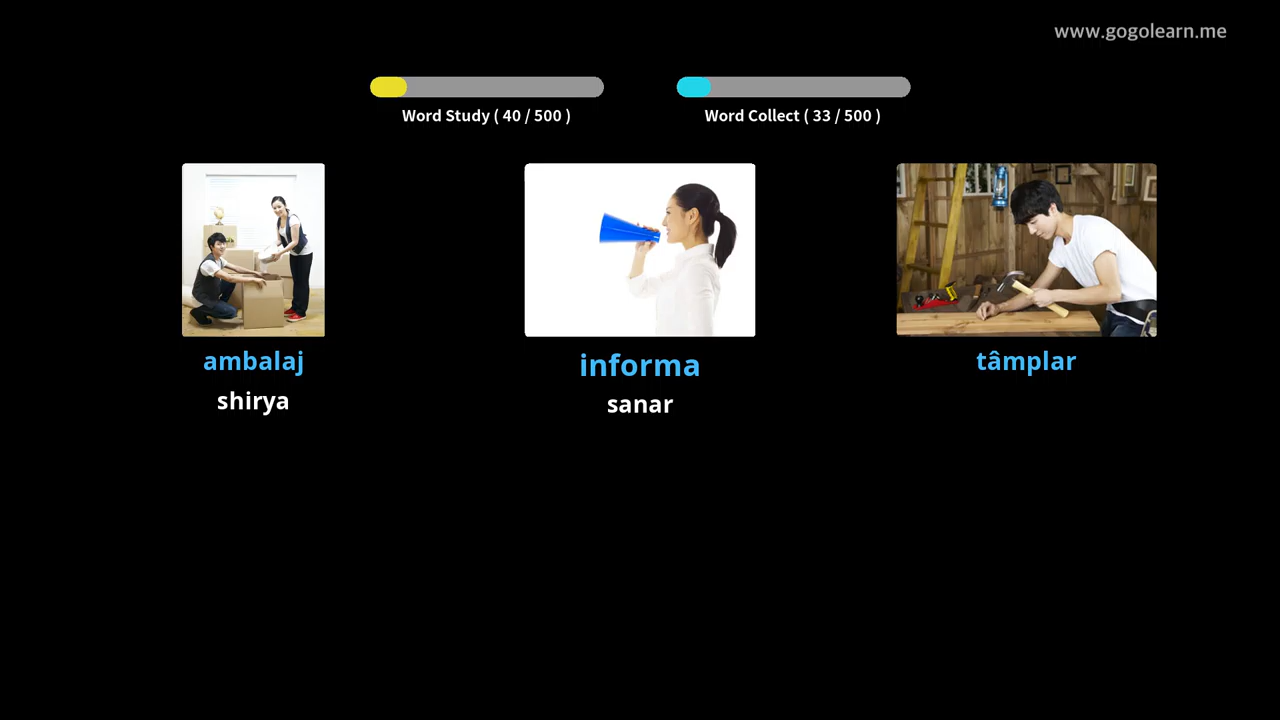 www.gogolearn.me
Word Study ( 40 / 500 )
Word Collect ( 33 / 500 )
ambalaj
informa
tâmplar
shirya
sanar